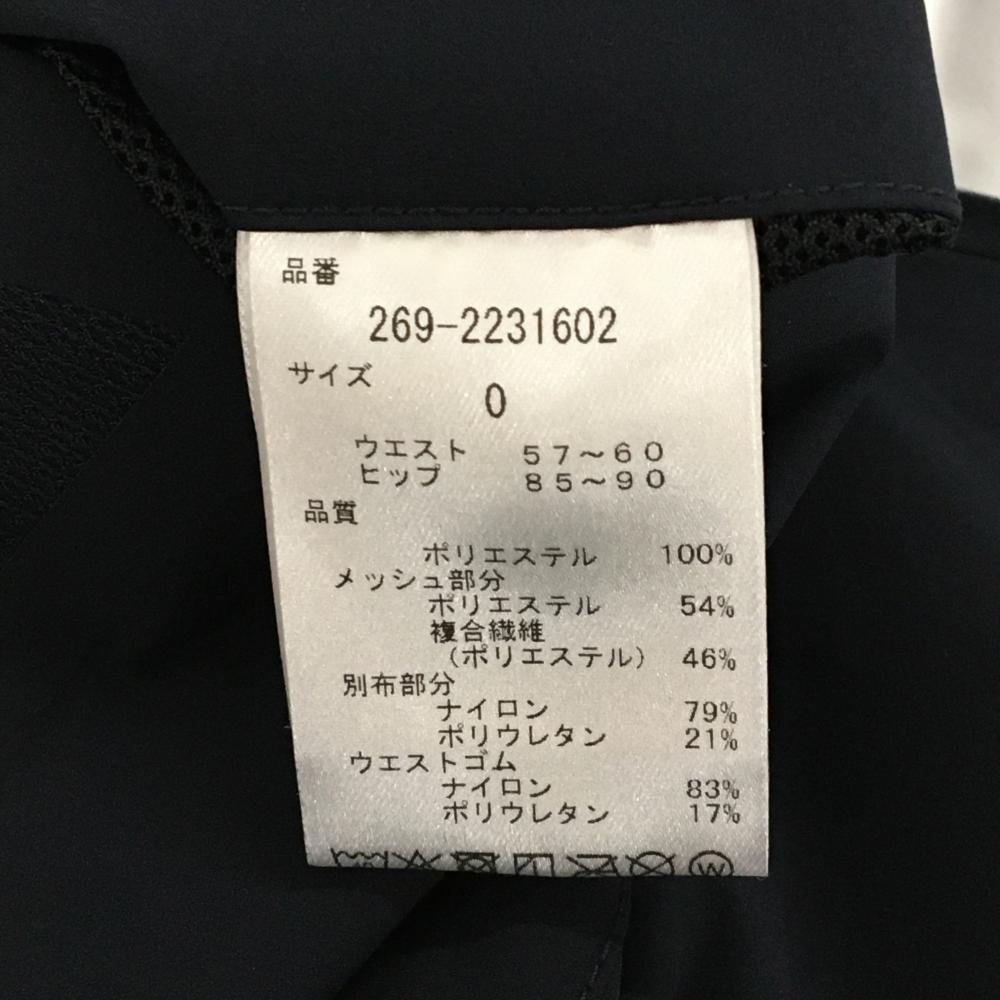 品番
269-2231602
サイズ
0
ウエスト 57〜60
ヒップ 85〜90
品質
ポリエステル 100%
メッシュ部分
ポリエステル 54%
複合繊維
(ポリエステル) 46%
別布部分
ナイロン 79%
ポリウレタン 21%
ウエストゴム
ナイロン 83%
ポリウレタン 17%
W